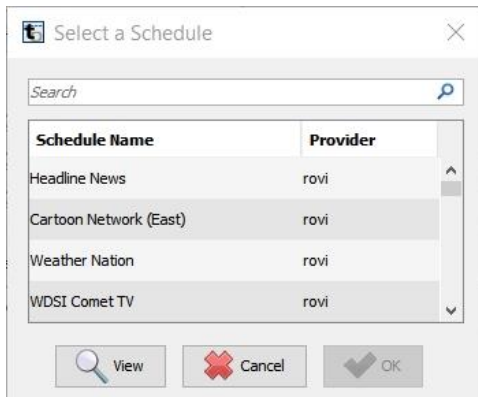 Select a Schedule
Search
Schedule Name Provider
Headline News rovi
Cartoon Network (East) rovi
Weather Nation rovi
WDSI Comet TV rovi
View Cancel OK